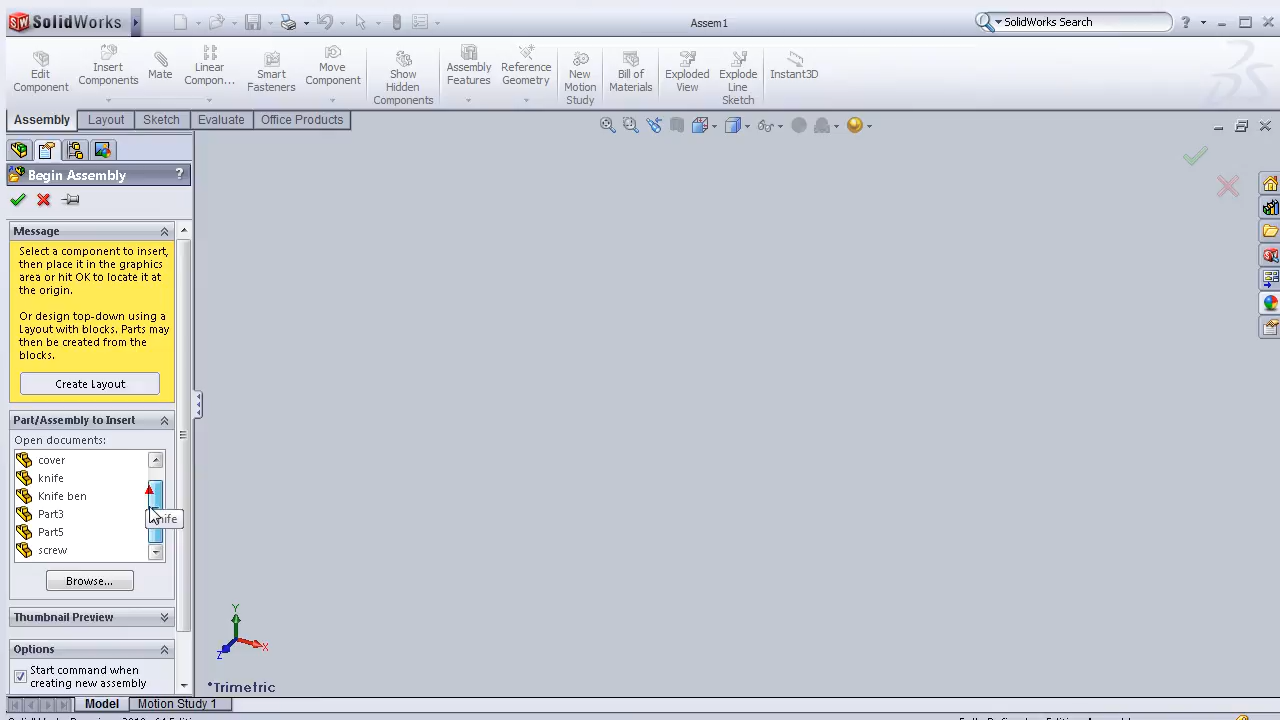 SolidWorks
Assem1
SolidWorks Search
?
Edit
Component
Insert
Components
Mate
Linear
Compon...
Smart
Fasteners
Move
Component
Show
Hidden
Components
Assembly
Features
Reference
Geometry
New
Motion
Study
Bill of
Materials
Exploded
View
Explode
Line
Sketch
Instant3D
Assembly
Layout
Sketch
Evaluate
Office Products
Begin Assembly
?
Message
Select a component to insert,
then place it in the graphics
area or hit OK to locate it at
the origin.
Or design top-down using a
Layout with blocks. Parts may
then be created from the
blocks.
Create Layout
Part/Assembly to Insert
Open documents:
cover
knife
Knife ben
Part3
Part5
screw
Browse...
Thumbnail Preview
Options
Start command when
creating new assembly
Y
X
Z
*Trimetric
Model
Motion Study 1